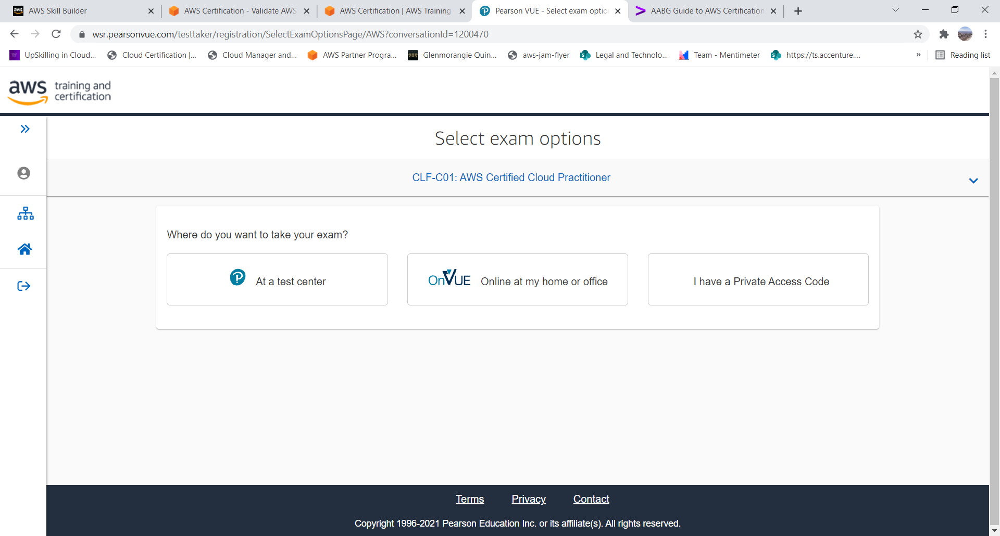 AWS Skill Builder
AWS Certification - Validate AWS
AWS Certification | AWS Training
Pearson VUE - Select exam optio
AABG Guide to AWS Certification
wsr.pearsonvue.com/testtaker/registration/SelectExamOptionsPage/AWS?conversationId=1200470
UpSkilling in Cloud...
Cloud Certification |...
Cloud Manager and...
AWS Partner Progra...
Glenmorangie Quin...
aws-jam-flyer
Legal and Technolo...
Team - Mentimeter
https://ts.accenture....
»
Reading list
aws training and
certification
Select exam options
CLF-C01: AWS Certified Cloud Practitioner
Where do you want to take your exam?
At a test center
OnVUE Online at my home or office
I have a Private Access Code
Terms Privacy Contact
Copyright 1996-2021 Pearson Education Inc. or its affiliate(s). All rights reserved.